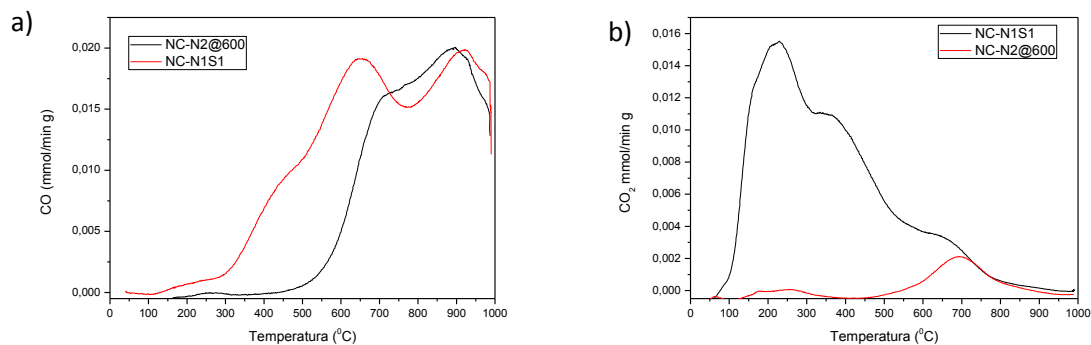 a)
NC-N2@600
NC-N1S1
0,020
0,015
0,010
0,005
0,000
CO (mmol/min g)
0 100 200 300 400 500 600 700 800 900 1000
Temperatura (⁰C)
b)
NC-N1S1
NC-N2@600
0,016
0,014
0,012
0,010
0,008
0,006
0,004
0,002
0,000
CO₂ mmol/min g
0 100 200 300 400 500 600 700 800 900 1000
Temperatura (⁰C)